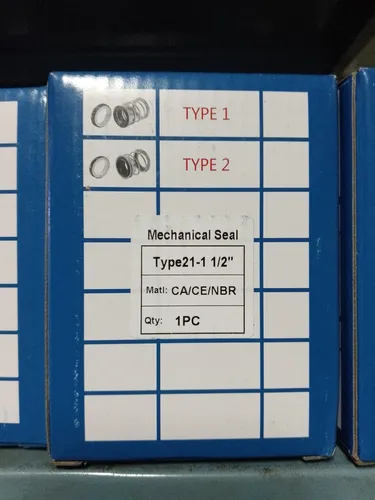 TYPE 1
TYPE 2
Mechanical Seal
Type21-1 1/2"
Matl: CA/CE/NBR
Qty: 1PC